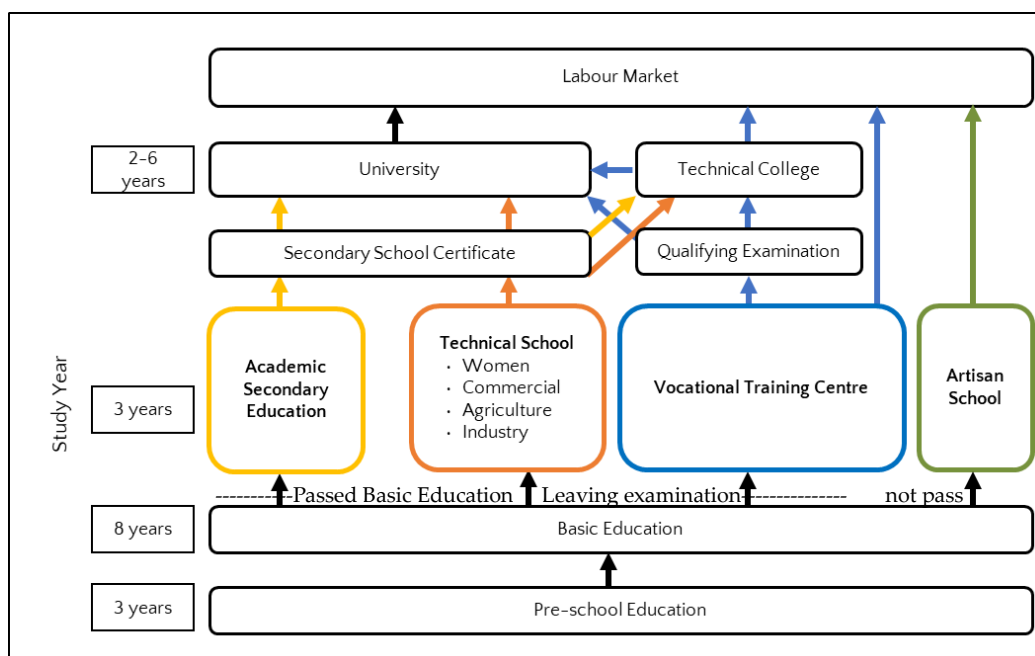 Labour Market
2-6
years
University
Technical College
Secondary School Certificate
Qualifying Examination
Study Year
3 years
Academic
Secondary
Education
Technical School
· Women
· Commercial
· Agriculture
· Industry
Vocational Training Centre
Artisan
School
-----------Passed Basic Education Leaving examination--------------- not pass
8 years
Basic Education
3 years
Pre-school Education